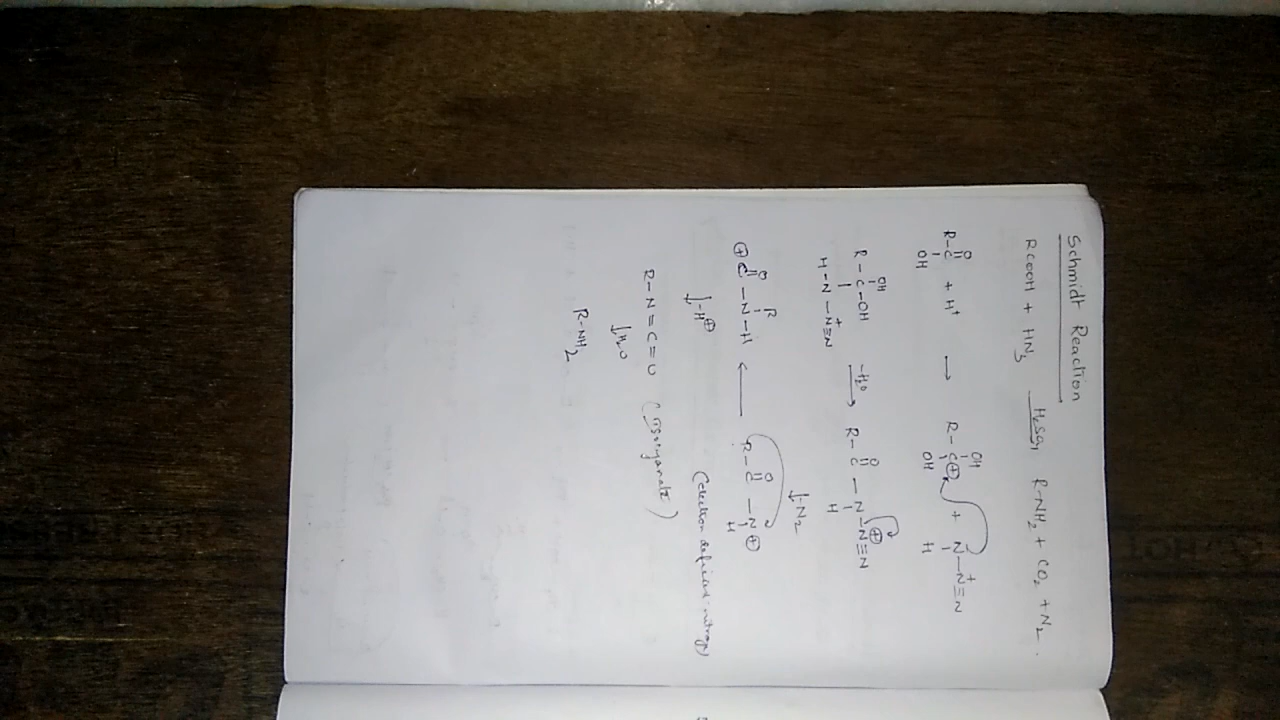 Schmidt Reaction
RCOOH + HN₃ H₂SO₄ R-NH₂ + CO₂ + N₂.
O OH
R-C + H⁺ → R-C⊕ + N-N⁺≡N
OH OH H
OH O
R-C-OH -H₂O → R-C-N-N⊕≡N
H-N-N⁺≡N H
↓-N₂
O R O
⊕C-N-H ← R-C-N⊕
H
↓-H⊕ (electron deficient nitrogen)
R-N=C=O (isocyanate)
↓H₂O
R-NH₂